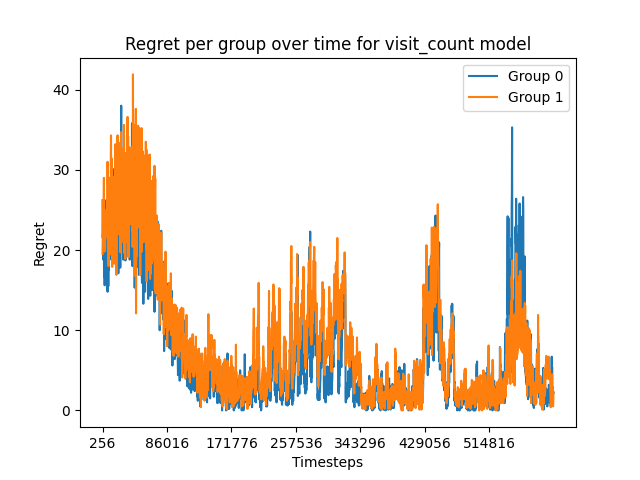 Regret per group over time for visit_count model
Group 0
Group 1
Regret
40
30
20
10
0
256 86016 171776 257536 343296 429056 514816
Timesteps